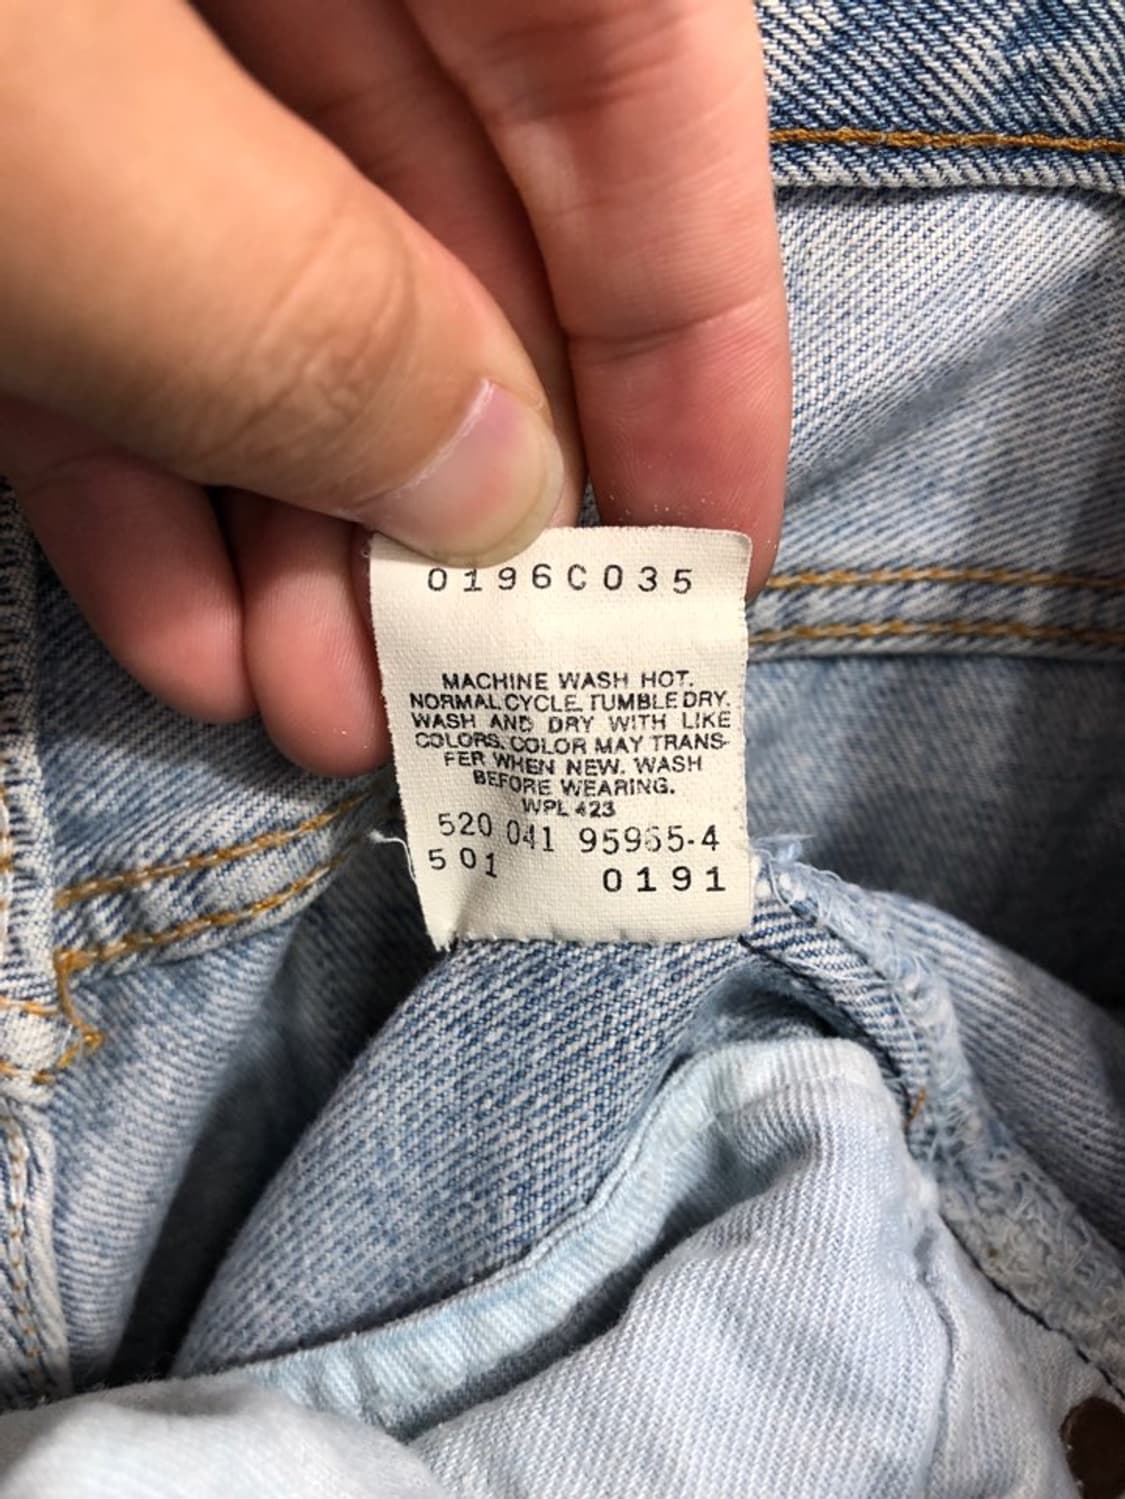 0196C035
MACHINE WASH HOT.
NORMAL CYCLE. TUMBLE DRY.
WASH AND DRY WITH LIKE
COLORS. COLOR MAY TRANS-
FER WHEN NEW. WASH
BEFORE WEARING.
WPL 423
520 041 95965-4
501 0191